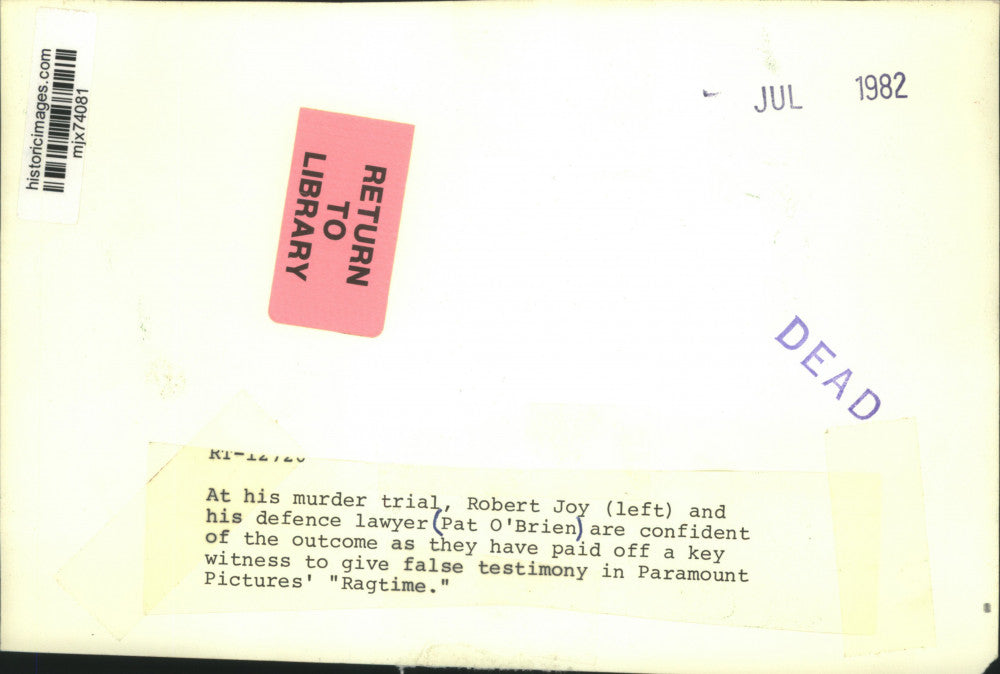 historicimages.com
mjx74081
JUL 1982
RETURN
TO
LIBRARY
DEAD
At his murder trial, Robert Joy (left) and
his defence lawyer (Pat O'Brien) are confident
of the outcome as they have paid off a key
witness to give false testimony in Paramount
Pictures' "Ragtime."